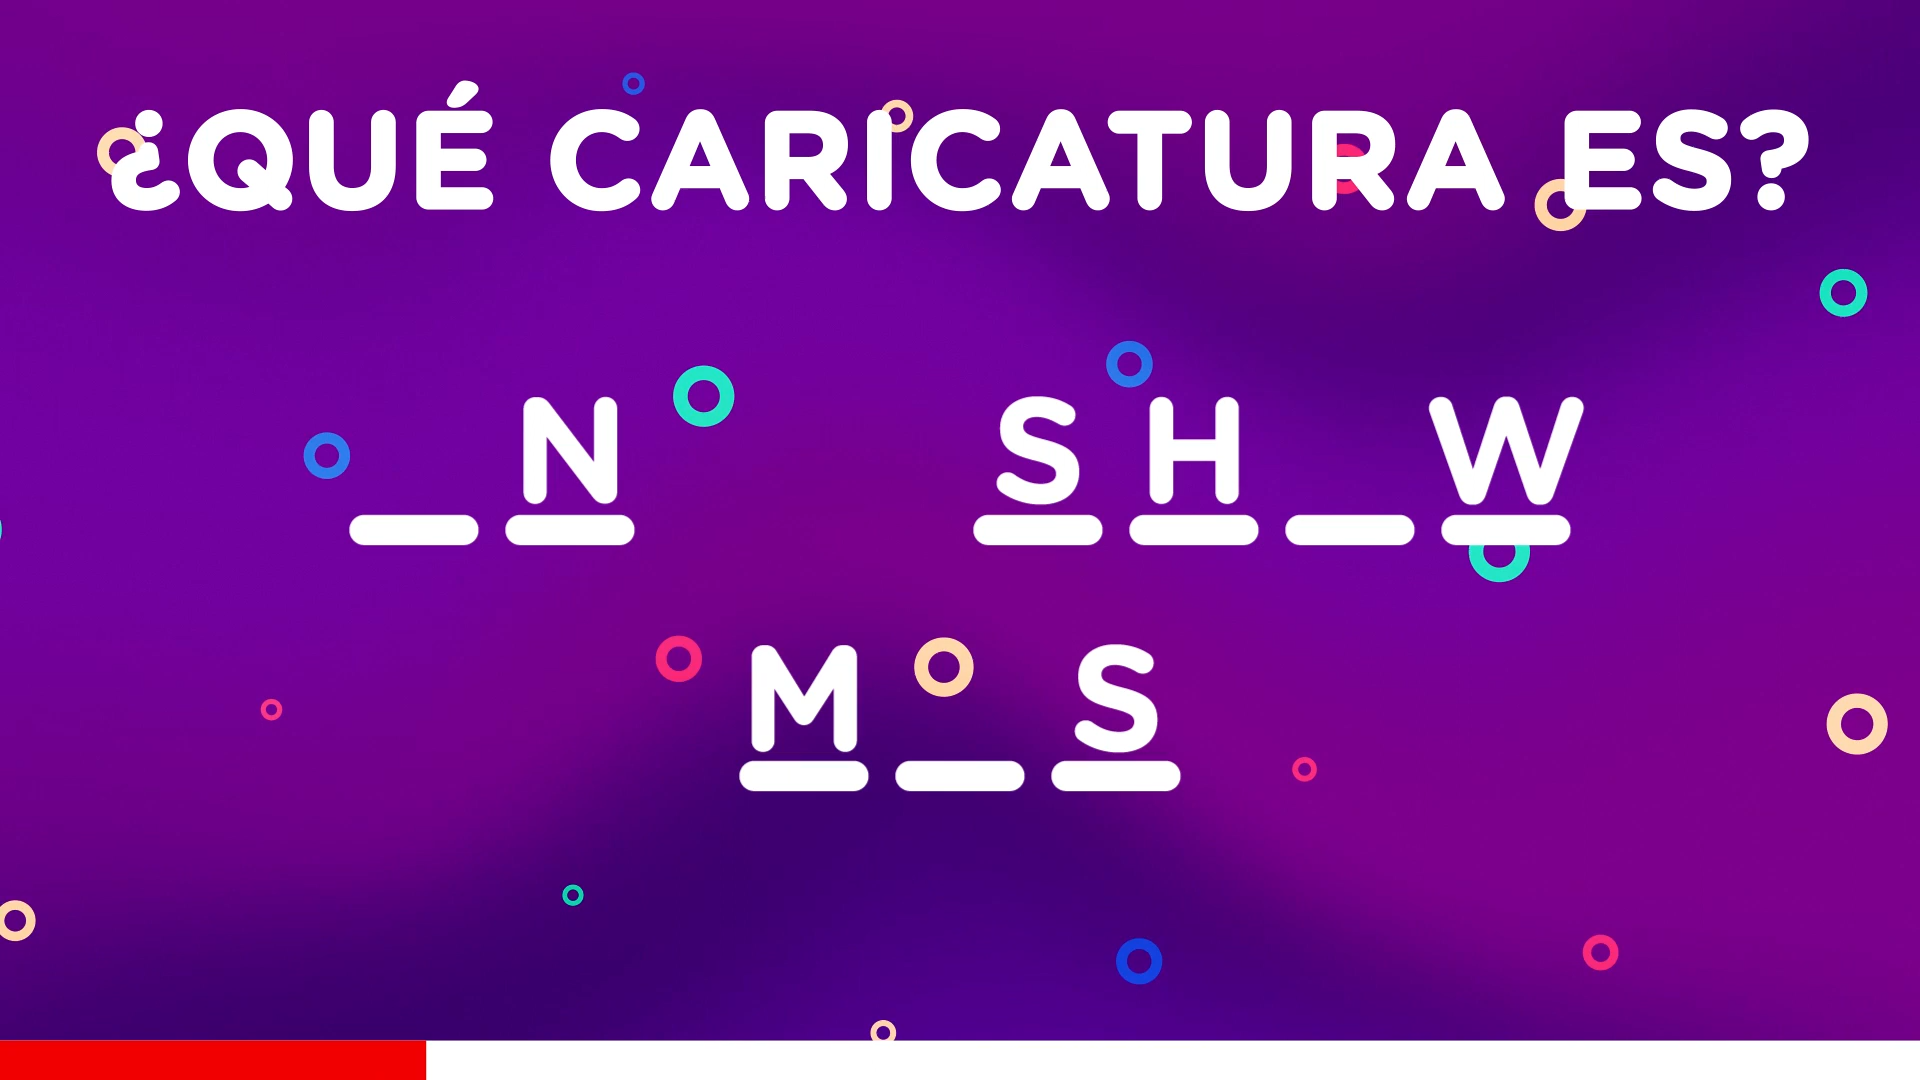 ¿QUÉ CARICATURA ES?
_ N   S H _ W
M _ S